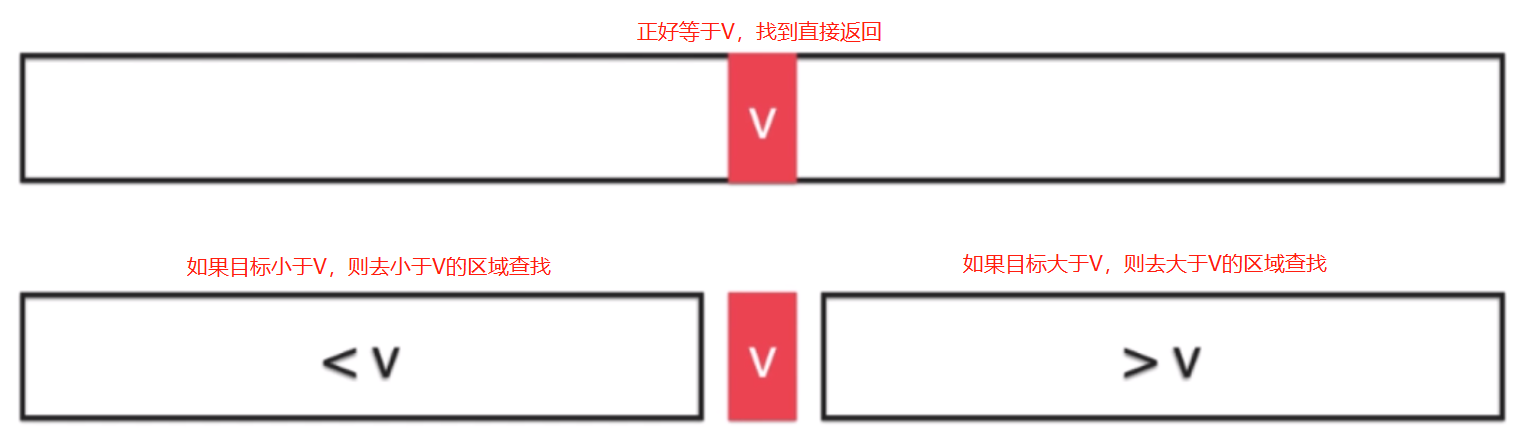 正好等于V，找到直接返回
V
如果目标小于V，则去小于V的区域查找
如果目标大于V，则去大于V的区域查找
< V
V
> V